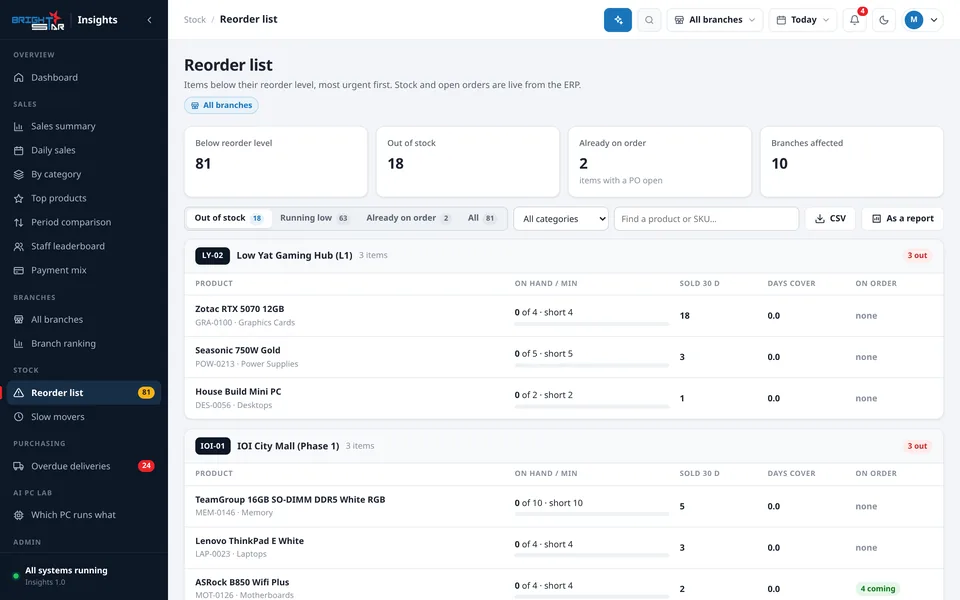 BRIGHT STAR
Insights
OVERVIEW
Dashboard
SALES
Sales summary
Daily sales
By category
Top products
Period comparison
Staff leaderboard
Payment mix
BRANCHES
All branches
Branch ranking
STOCK
Reorder list 81
Slow movers
PURCHASING
Overdue deliveries 24
AI PC LAB
Which PC runs what
ADMIN
All systems running
Insights 1.0
Stock / Reorder list
All branches
Today
4
M
Reorder list
Items below their reorder level, most urgent first. Stock and open orders are live from the ERP.
All branches
Below reorder level
81
Out of stock
18
Already on order
2
items with a PO open
Branches affected
10
Out of stock 18 Running low 63 Already on order 2 All 81
All categories
Find a product or SKU...
CSV
As a report
LY-02 Low Yat Gaming Hub (L1) 3 items 3 out
PRODUCT ON HAND / MIN SOLD 30 D DAYS COVER ON ORDER
Zotac RTX 5070 12GB
GRA-0100 · Graphics Cards
0 of 4 · short 4 18 0.0 none
Seasonic 750W Gold
POW-0213 · Power Supplies
0 of 5 · short 5 3 0.0 none
House Build Mini PC
DES-0056 · Desktops
0 of 2 · short 2 1 0.0 none
IOI-01 IOI City Mall (Phase 1) 3 items 3 out
PRODUCT ON HAND / MIN SOLD 30 D DAYS COVER ON ORDER
TeamGroup 16GB SO-DIMM DDR5 White RGB
MEM-0146 · Memory
0 of 10 · short 10 5 0.0 none
Lenovo ThinkPad E White
LAP-0023 · Laptops
0 of 4 · short 4 3 0.0 none
ASRock B850 Wifi Plus
MOT-0126 · Motherboards
0 of 4 · short 4 2 0.0 4 coming